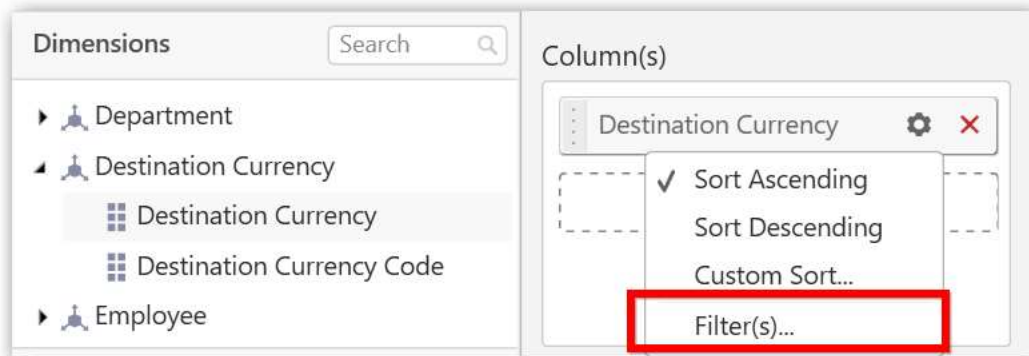 Dimensions
Search
Department
Destination Currency
Destination Currency
Destination Currency Code
Employee
Column(s)
Destination Currency
Sort Ascending
Sort Descending
Custom Sort...
Filter(s)...